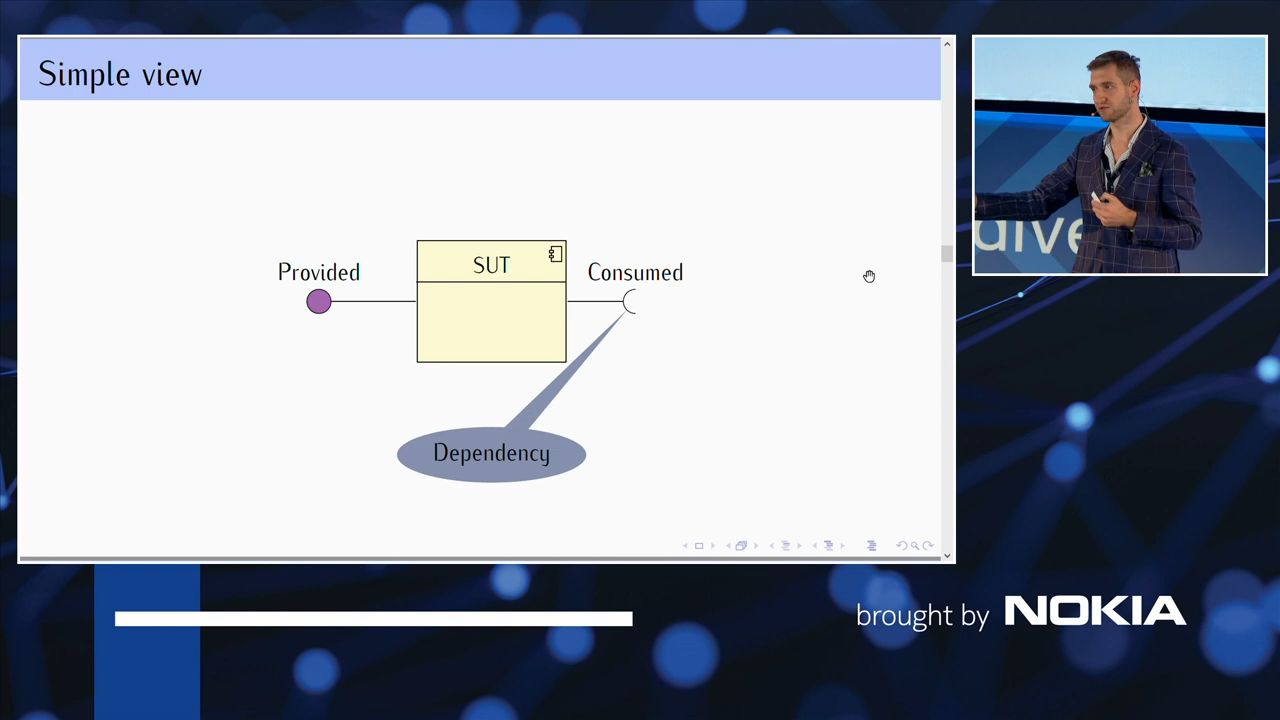 Simple view
Provided
SUT
Consumed
Dependency
brought by NOKIA